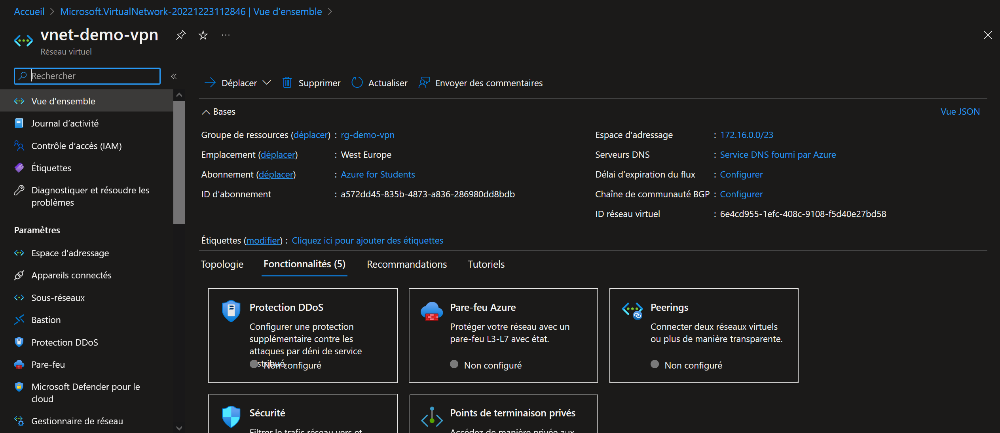 Accueil > Microsoft.VirtualNetwork-20221223112846 | Vue d'ensemble >
vnet-demo-vpn
Réseau virtuel
Rechercher
Vue d'ensemble
Journal d’activité
Contrôle d’accès (IAM)
Étiquettes
Diagnostiquer et résoudre les
problèmes
Paramètres
Espace d'adressage
Appareils connectés
Sous-réseaux
Bastion
Protection DDoS
Pare-feu
Microsoft Defender pour le
cloud
Gestionnaire de réseau
Déplacer
Supprimer
Actualiser
Envoyer des commentaires
Bases
Vue JSON
Groupe de ressources (déplacer) : rg-demo-vpn
Emplacement (déplacer) : West Europe
Abonnement (déplacer) : Azure for Students
ID d'abonnement : a572dd45-835b-4873-a836-286980dd8bdb
Espace d'adressage : 172.16.0.0/23
Serveurs DNS : Service DNS fourni par Azure
Délai d’expiration du flux : Configurer
Chaîne de communauté BGP : Configurer
ID réseau virtuel : 6e4cd955-1efc-408c-9108-f5d40e27bd58
Étiquettes (modifier) : Cliquez ici pour ajouter des étiquettes
Topologie
Fonctionnalités (5)
Recommandations
Tutoriels
Protection DDoS
Configurer une protection
supplémentaire contre les
attaques par déni de service
distribué.
Non configuré
Pare-feu Azure
Protéger votre réseau avec un
pare-feu L3-L7 avec état.
Non configuré
Peerings
Connecter deux réseaux virtuels
ou plus de manière transparente.
Non configuré
Sécurité
Filtrer le trafic réseau vers et
Points de terminaison privés
Accédez de manière privée aux